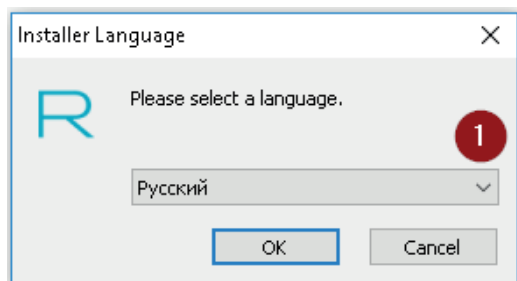 Installer Language
R
Please select a language.
1
Русский
OK
Cancel